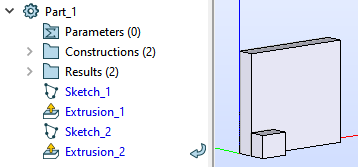 Part_1
Parameters (0)
Constructions (2)
Results (2)
Sketch_1
Extrusion_1
Sketch_2
Extrusion_2